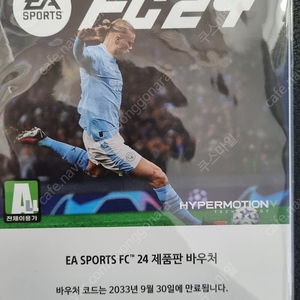 EA
SPORTS
FC24
전체이용가
HYPERMOTION
EA SPORTS FC™ 24 제품판 바우처
바우처 코드는 2033년 9월 30일에 만료됩니다.